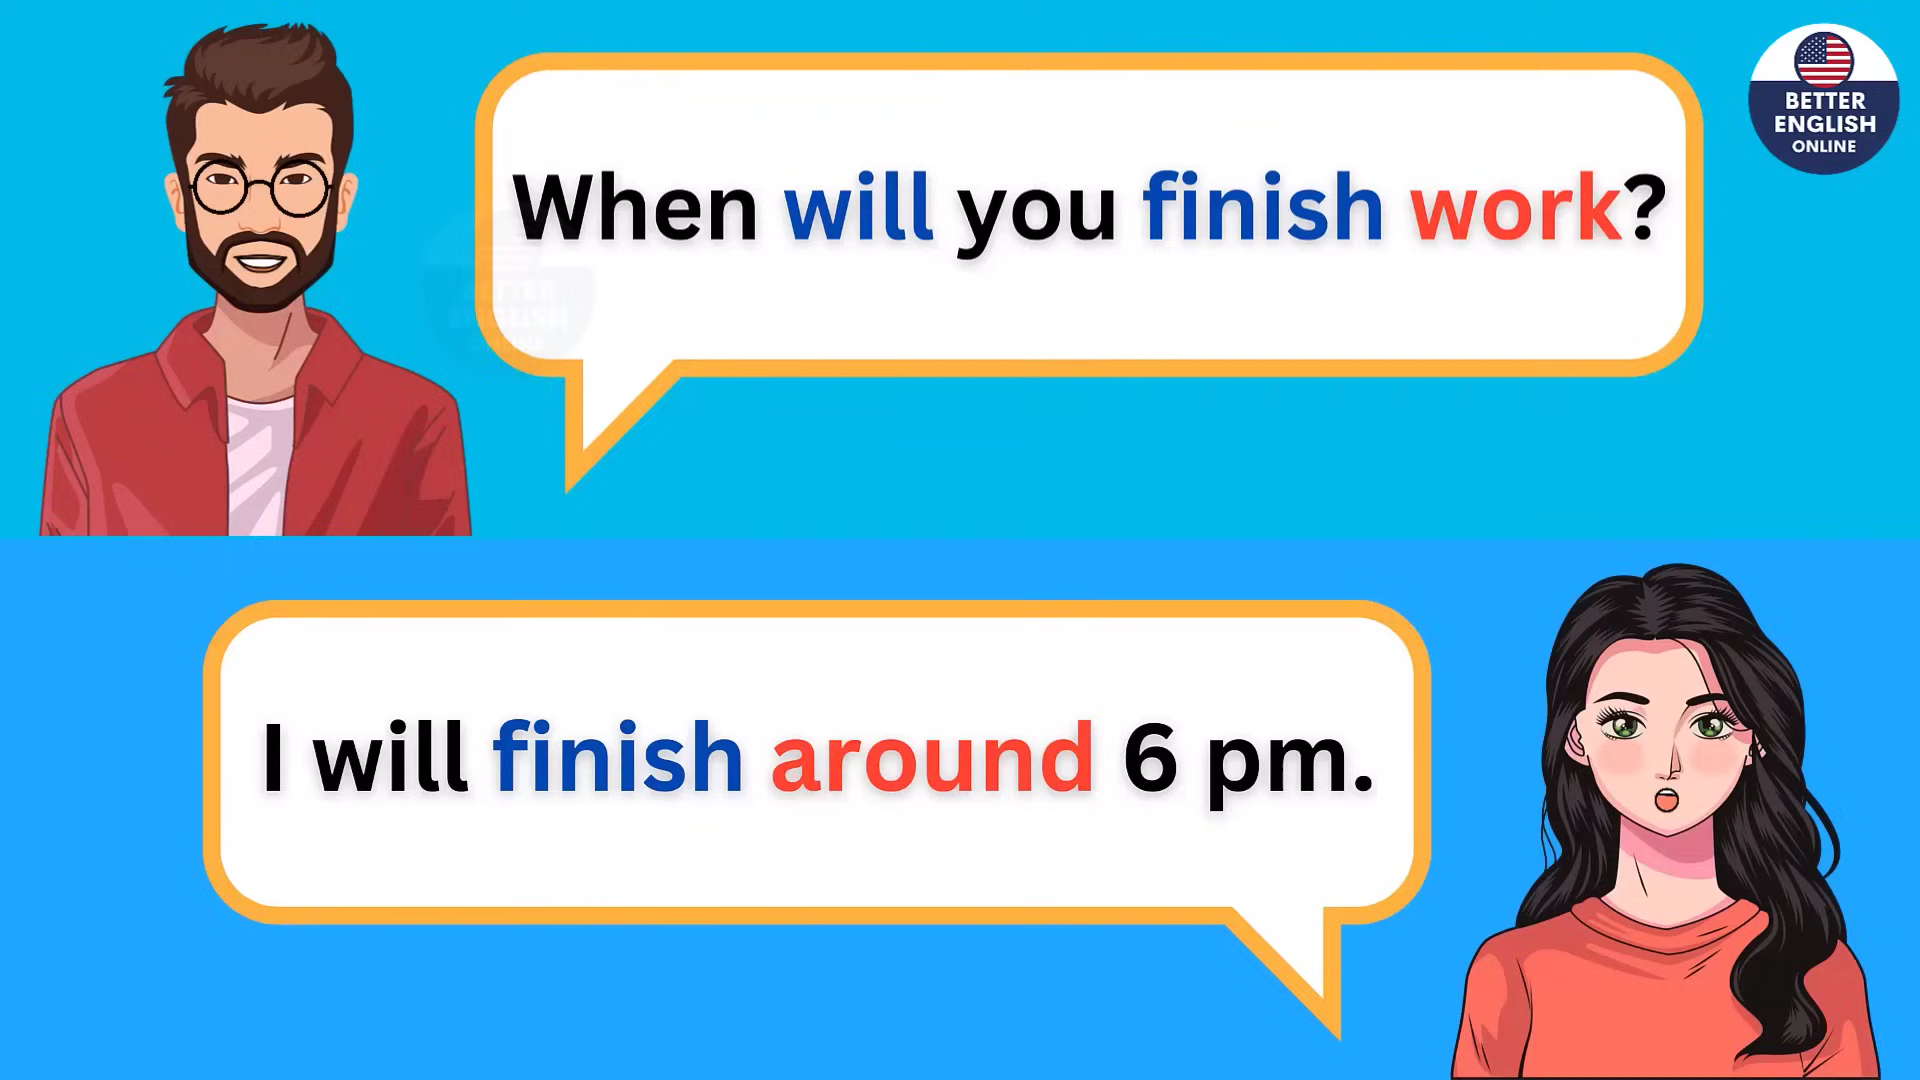 When will you finish work?
BETTER
ENGLISH
ONLINE
I will finish around 6 pm.